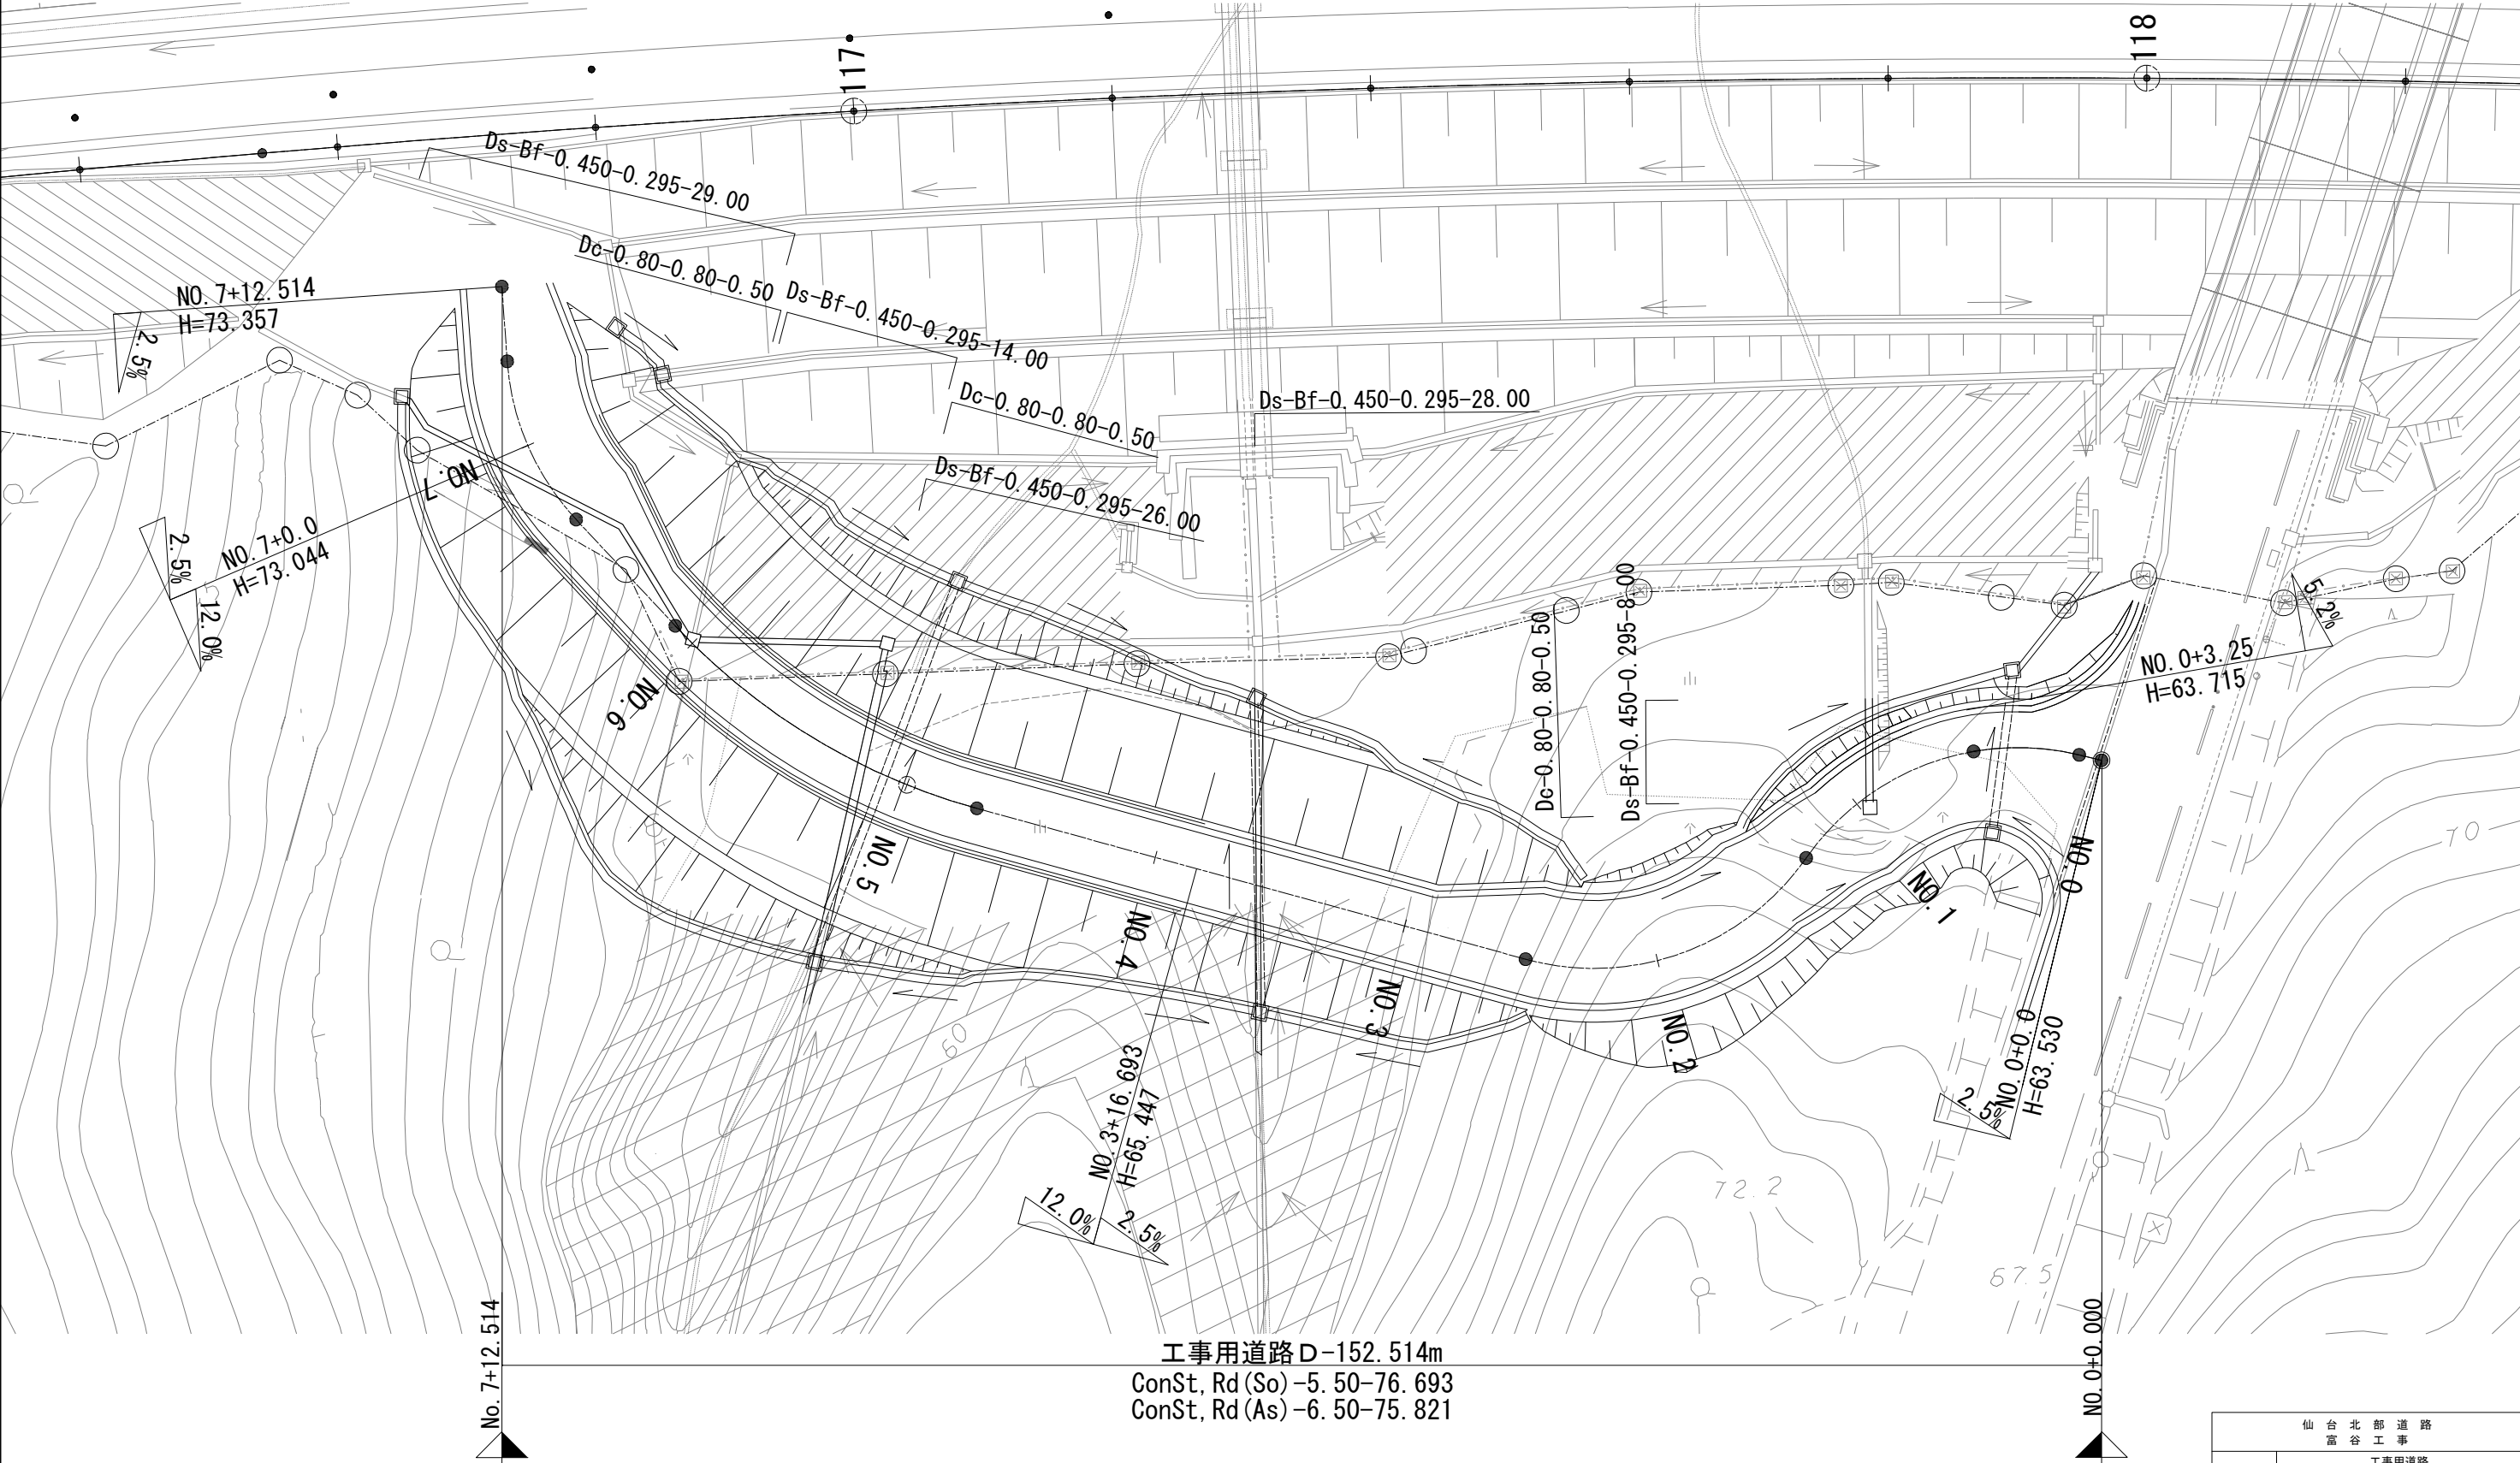 117
118
Ds-Bf-0.450-0.295-29.00
Dc-0.80-0.80-0.50
Ds-Bf-0.450-0.295-14.00
NO.7+12.514
H=73.357
2.5%
Dc-0.80-0.80-0.50
Ds-Bf-0.450-0.295-28.00
Ds-Bf-0.450-0.295-26.00
NO.7
NO.7+0.0
H=73.044
2.5%
12.0%
NO.6
Dc-0.80-0.80-0.50
Ds-Bf-0.450-0.295-8.00
5.2%
NO.0+3.25
H=63.715
NO.5
NO.4
NO.3
NO.2
NO.1
NO.0
70
60
NO.3+16.693
H=65.447
12.0%
2.5%
NO.0+0.0
H=63.530
2.5%
72.2
67.5
No.7+12.514
NO.0+0.000
工事用道路D-152.514m
ConSt,Rd(So)-5.50-76.693
ConSt,Rd(As)-6.50-75.821
仙台北部道路
富谷工事
工事用道路